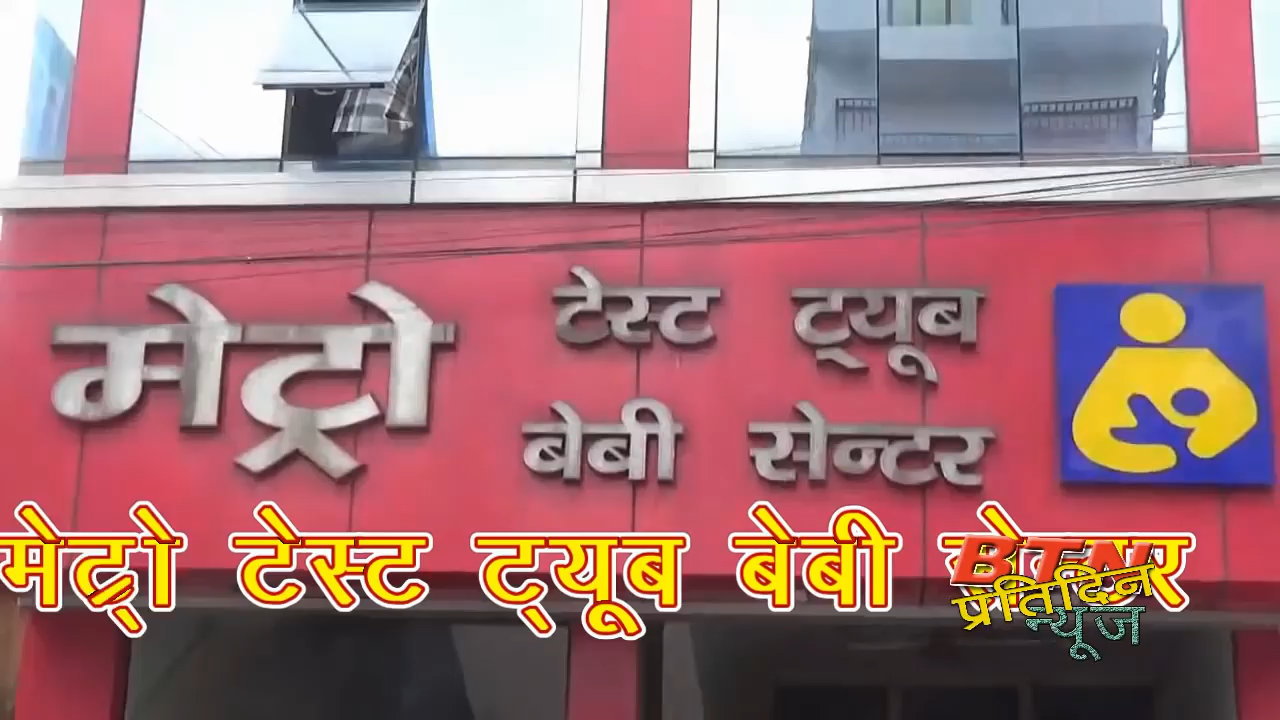 मेट्रो टेस्ट ट्यूब
बेबी सेन्टर
मेट्रो टेस्ट ट्यूब बेबी
BTN
प्रतिदिन
न्यूज़